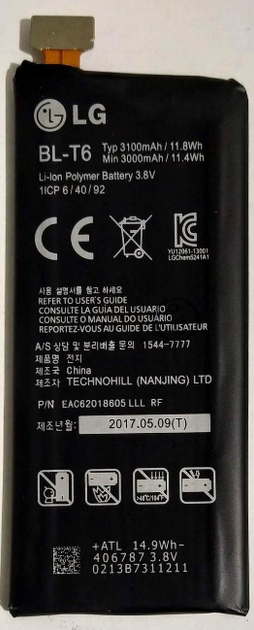 LG
BL-T6
Typ 3100mAh / 11.8Wh
Min 3000mAh / 11.4Wh
Li-Ion Polymer Battery 3.8V
1ICP 6 / 40 / 92
CE
YU12061-13001
LGChem5241A1
사용 설명서를 참고 하세요
REFER TO USER'S GUIDE
CONSULTE LA GUÍA DEL USUARIO
CONSULTE O MANUAL DO USUÁRIO
REPORTEZ-VOUS AU GUIDE DE L'UTILISATEUR
A/S 상담 및 분리배출 문의 1544-7777
제품명 전지
제조국 China
제조자 TECHNOHILL (NANJING) LTD
P/N EAC62018605 LLL RF
제조년월: 2017.05.09(T)
+ATL 14.9Wh-
406787 3.8V
0213B7311211